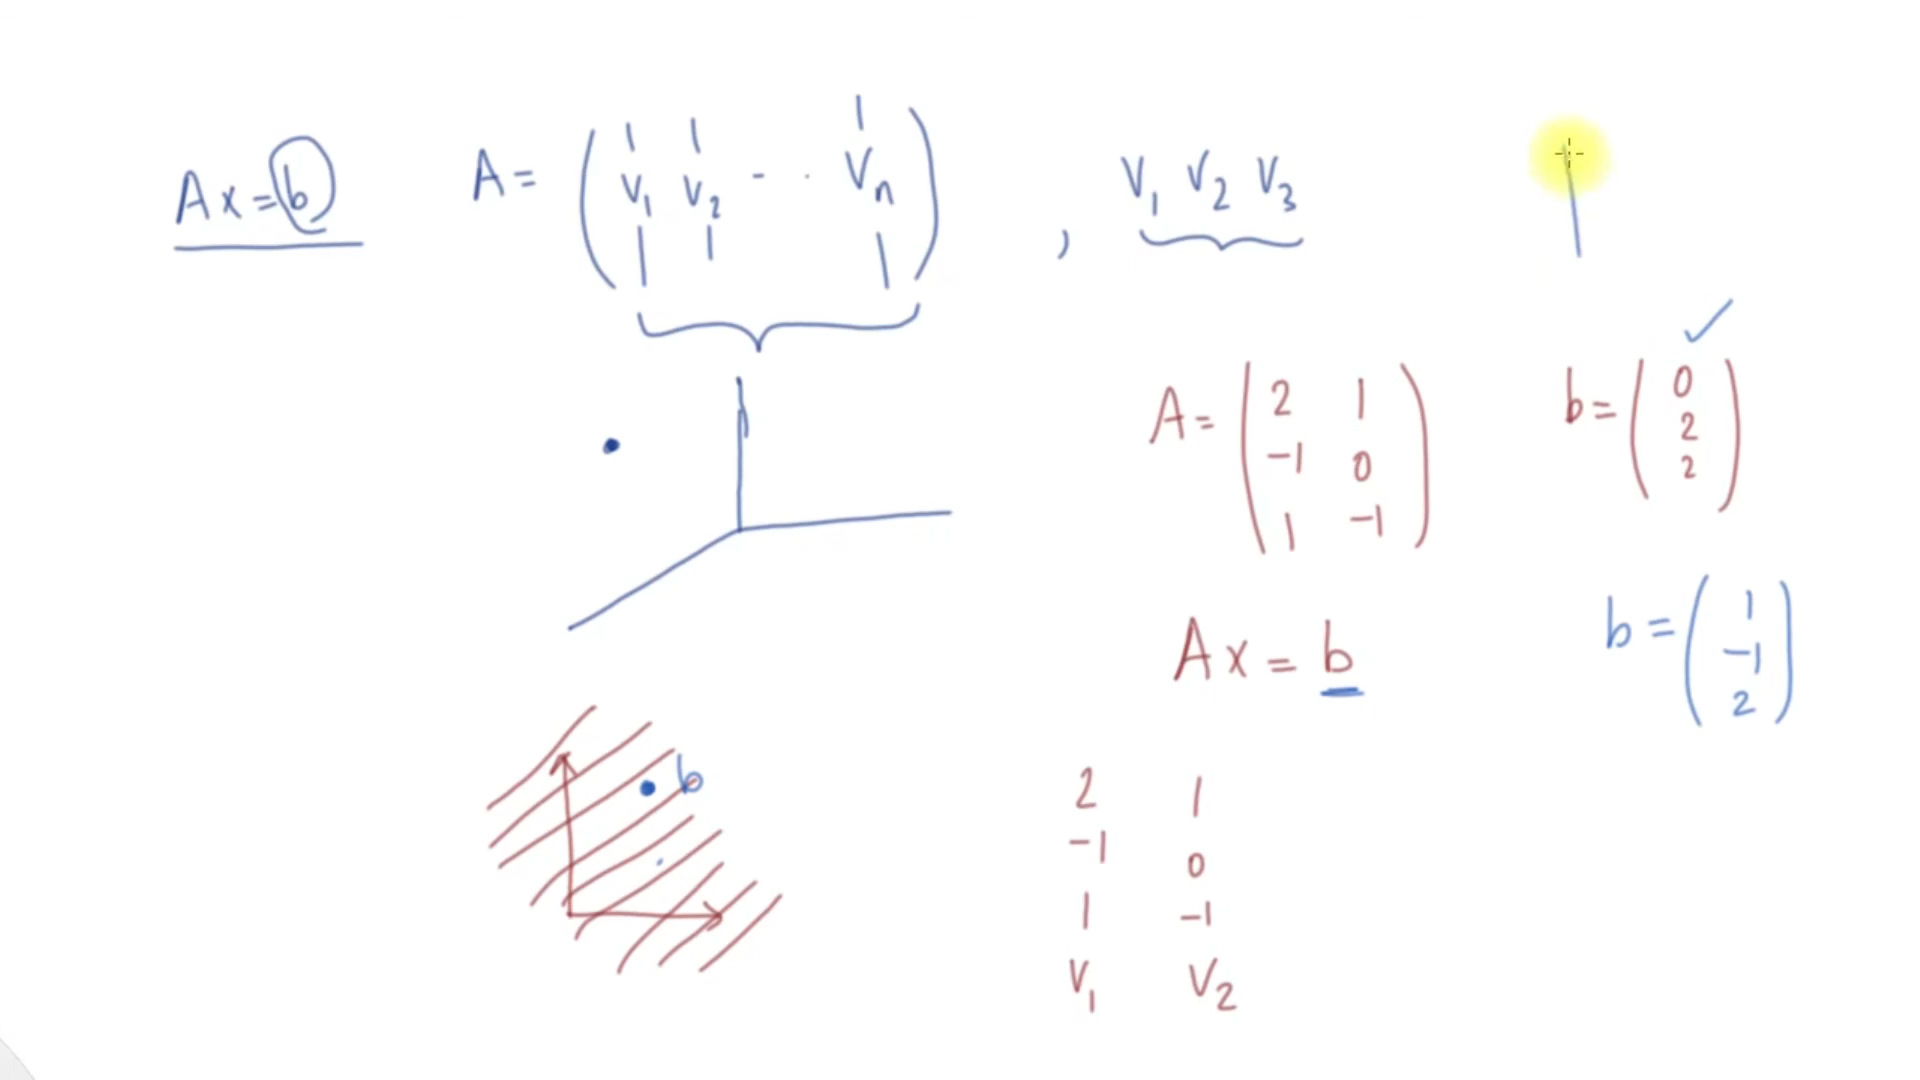 Ax = b
A = ( v₁ v₂ - · vₙ ) , v₁ v₂ v₃
A = ( 2 1
-1 0
1 -1 )
b = ( 0
2
2 ) ✓
Ax = b
b = ( 1
-1
2 )
b
2 1
-1 0
1 -1
v₁ v₂